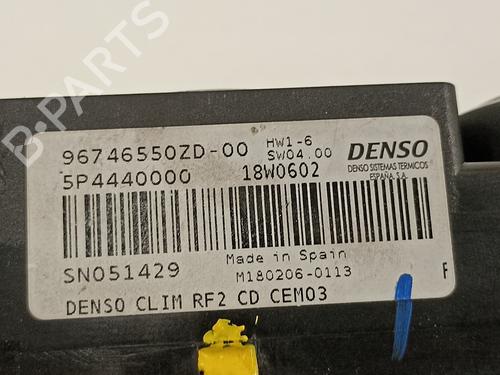 B-PARTS
96746550ZD-00 HW1-6
SW04.00 DENSO
5P4440000 18W0602 DENSO SISTEMAS TERMICOS
ESPAÑA, S.A.
SN051429 Made in Spain
M180206-0113 F
DENSO CLIM RF2 CD CEM03